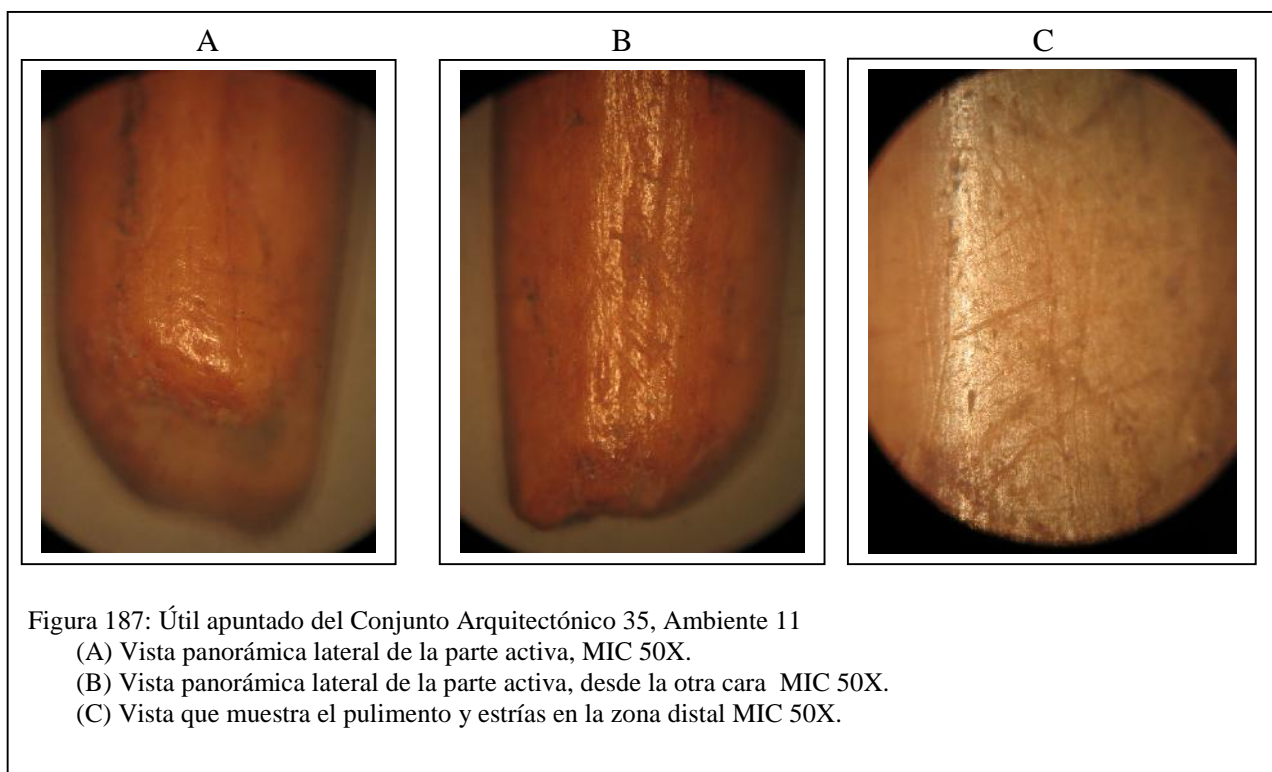 A B C
Figura 187: Útil apuntado del Conjunto Arquitectónico 35, Ambiente 11
(A) Vista panorámica lateral de la parte activa, MIC 50X.
(B) Vista panorámica lateral de la parte activa, desde la otra cara MIC 50X.
(C) Vista que muestra el pulimento y estrías en la zona distal MIC 50X.